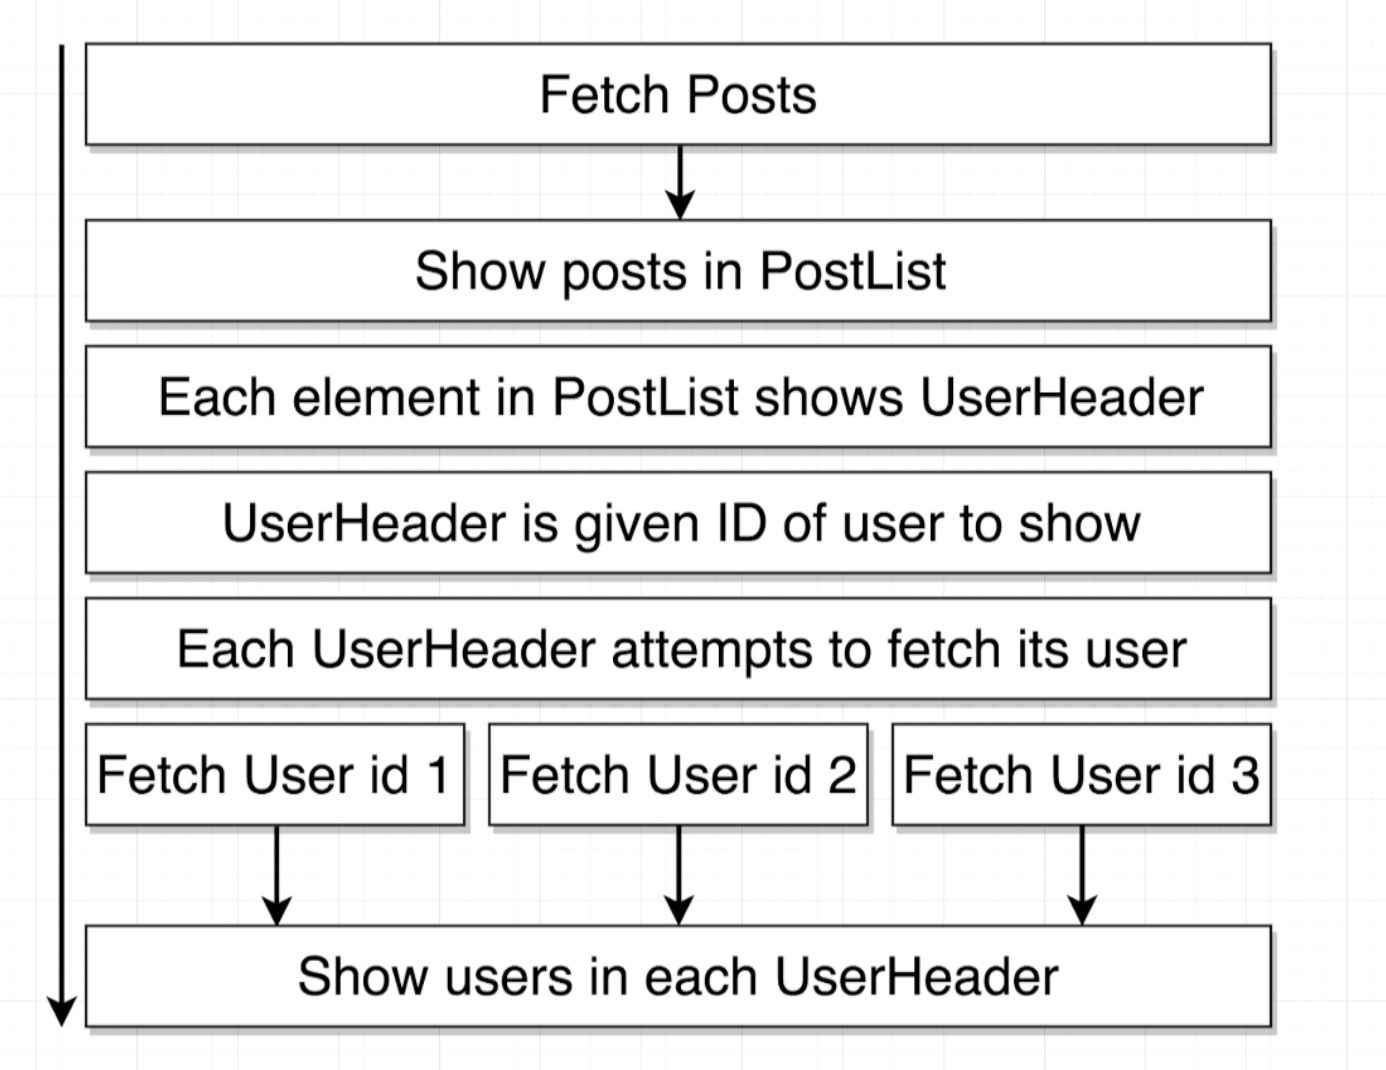 Fetch Posts
Show posts in PostList
Each element in PostList shows UserHeader
UserHeader is given ID of user to show
Each UserHeader attempts to fetch its user
Fetch User id 1
Fetch User id 2
Fetch User id 3
Show users in each UserHeader